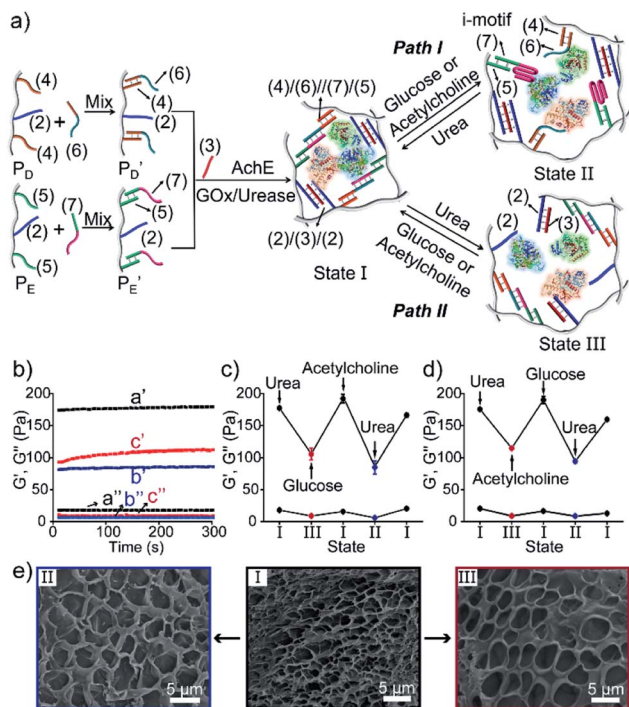 a)
(4)
(2)
(4)
P_D
+
(6)
Mix
(6)
(4)
(2)
P_D'
(5)
(2)
(5)
P_E
+
(7)
Mix
(7)
(5)
(2)
P_E'
(3)
AchE
GOx/Urease
(4)/(6)//(7)/(5)
(2)/(3)/(2)
State I
Path I
Glucose or
Acetylcholine
Urea
i-motif
(4)
(7)
(6)
(5)
State II
Urea
Glucose or
Acetylcholine
Path II
(2)
(2)
(3)
(2)
State III
b)
G', G'' (Pa)
200
150
100
50
0
a'
c'
b'
a'' b'' c''
0 100 200 300
Time (s)
c)
G', G'' (Pa)
200
150
100
50
0
Urea
Acetylcholine
Urea
Glucose
I III I II I
State
d)
G', G'' (Pa)
200
150
100
50
0
Urea
Glucose
Urea
Acetylcholine
I III I II I
State
e)
II
5 μm
I
5 μm
III
5 μm